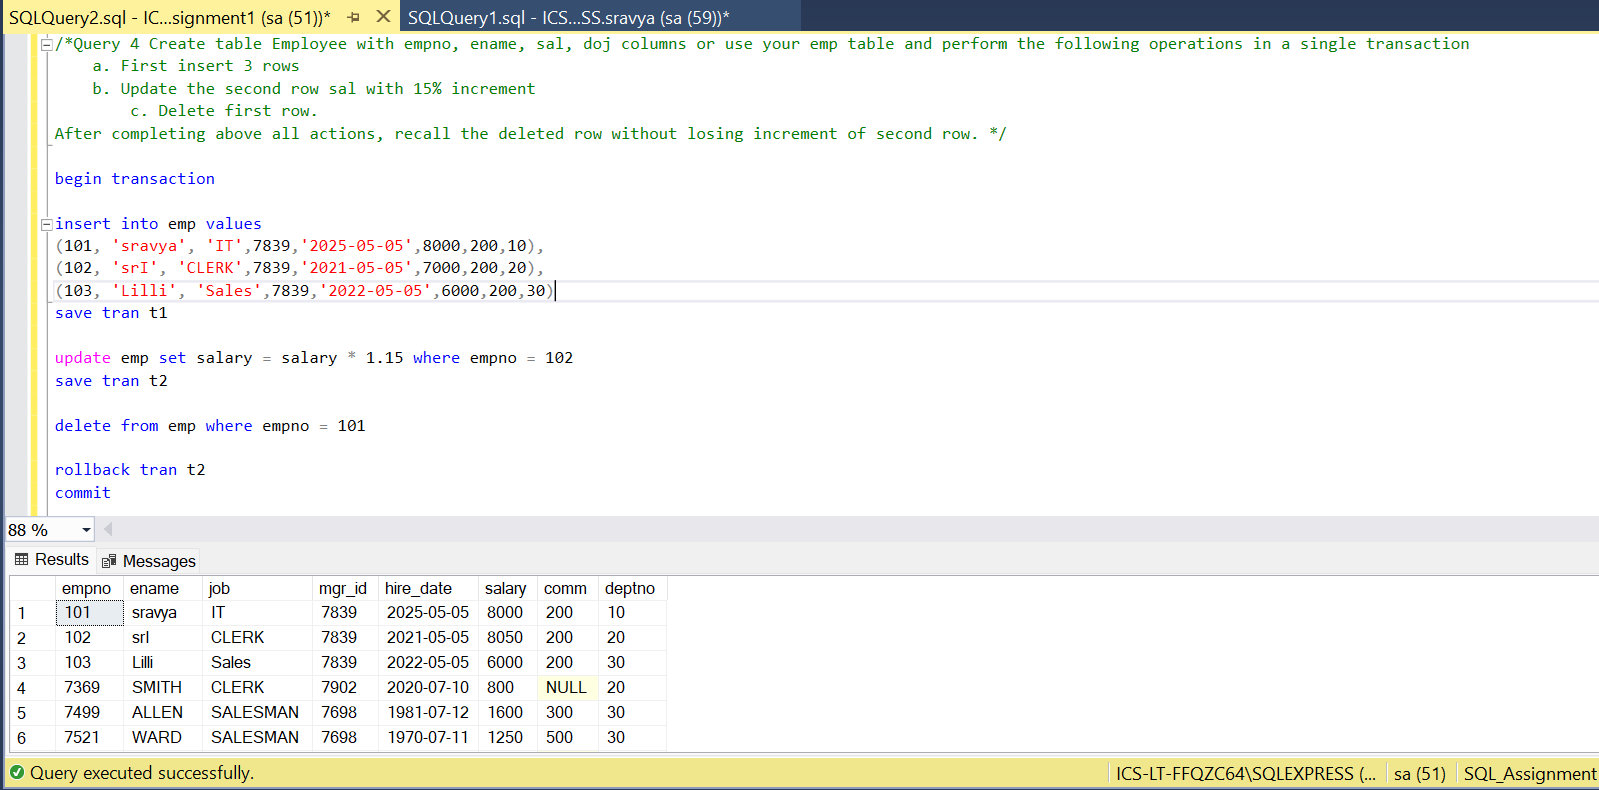 SQLQuery2.sql - IC...signment1 (sa (51))*
SQLQuery1.sql - ICS...SS.sravya (sa (59))*
/*Query 4 Create table Employee with empno, ename, sal, doj columns or use your emp table and perform the following operations in a single transaction
a. First insert 3 rows
b. Update the second row sal with 15% increment
c. Delete first row.
After completing above all actions, recall the deleted row without losing increment of second row. */
begin transaction
insert into emp values
(101, 'sravya', 'IT',7839,'2025-05-05',8000,200,10),
(102, 'srI', 'CLERK',7839,'2021-05-05',7000,200,20),
(103, 'Lilli', 'Sales',7839,'2022-05-05',6000,200,30)
save tran t1
update emp set salary = salary * 1.15 where empno = 102
save tran t2
delete from emp where empno = 101
rollback tran t2
commit
88 %
Results Messages
empno ename job mgr_id hire_date salary comm deptno
1 101 sravya IT 7839 2025-05-05 8000 200 10
2 102 srI CLERK 7839 2021-05-05 8050 200 20
3 103 Lilli Sales 7839 2022-05-05 6000 200 30
4 7369 SMITH CLERK 7902 2020-07-10 800 NULL 20
5 7499 ALLEN SALESMAN 7698 1981-07-12 1600 300 30
6 7521 WARD SALESMAN 7698 1970-07-11 1250 500 30
Query executed successfully.
ICS-LT-FFQZC64\SQLEXPRESS (...
sa (51)
SQL_Assignment